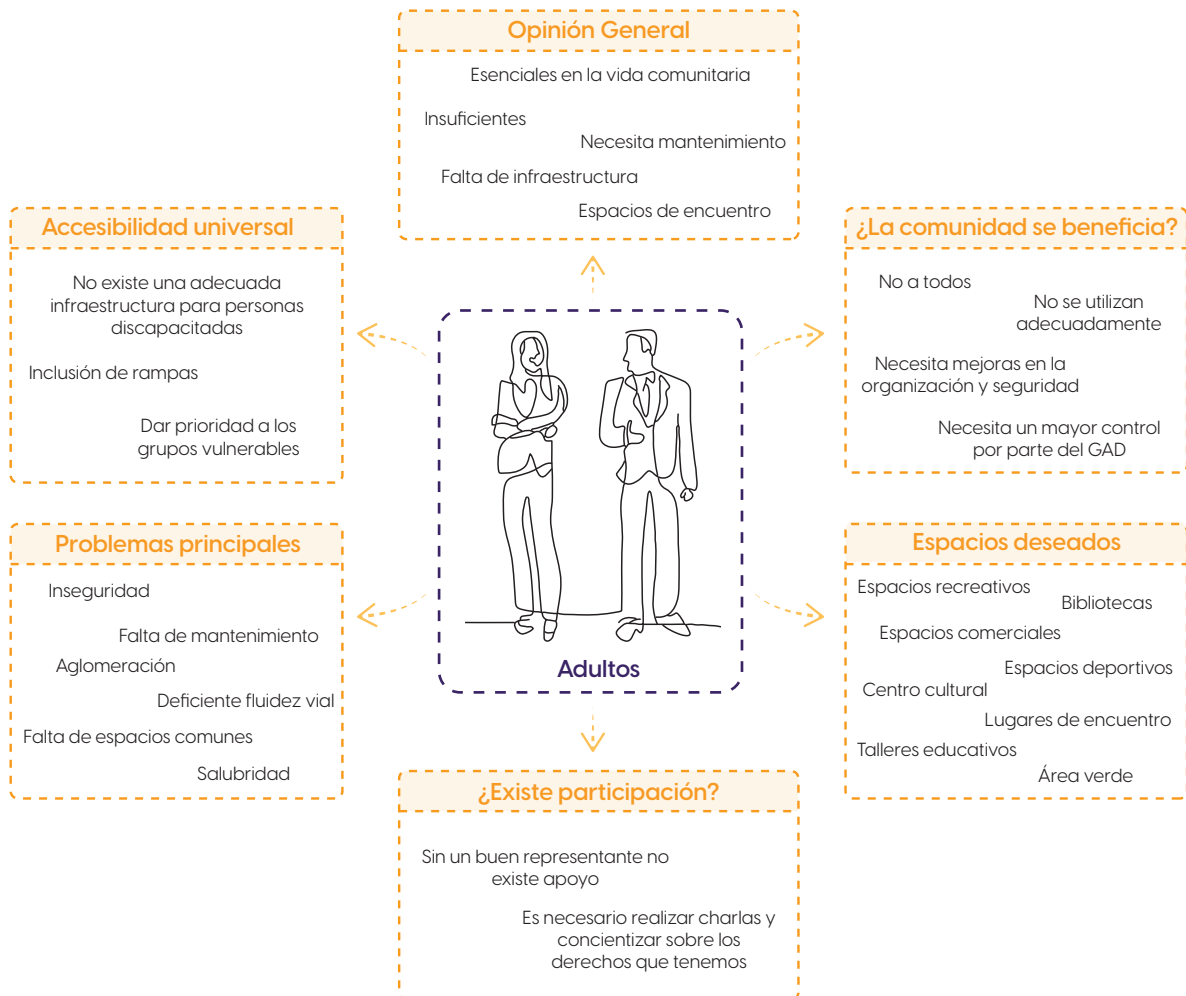 Opinión General
Esenciales en la vida comunitaria
Insuficientes
Necesita mantenimiento
Falta de infraestructura
Espacios de encuentro
Accesibilidad universal
No existe una adecuada
infraestructura para personas
discapacitadas
Inclusión de rampas
Dar prioridad a los
grupos vulnerables
¿La comunidad se beneficia?
No a todos
No se utilizan
adecuadamente
Necesita mejoras en la
organización y seguridad
Necesita un mayor control
por parte del GAD
Adultos
Problemas principales
Inseguridad
Falta de mantenimiento
Aglomeración
Deficiente fluidez vial
Falta de espacios comunes
Salubridad
Espacios deseados
Espacios recreativos
Bibliotecas
Espacios comerciales
Espacios deportivos
Centro cultural
Lugares de encuentro
Talleres educativos
Área verde
¿Existe participación?
Sin un buen representante no
existe apoyo
Es necesario realizar charlas y
concientizar sobre los
derechos que tenemos